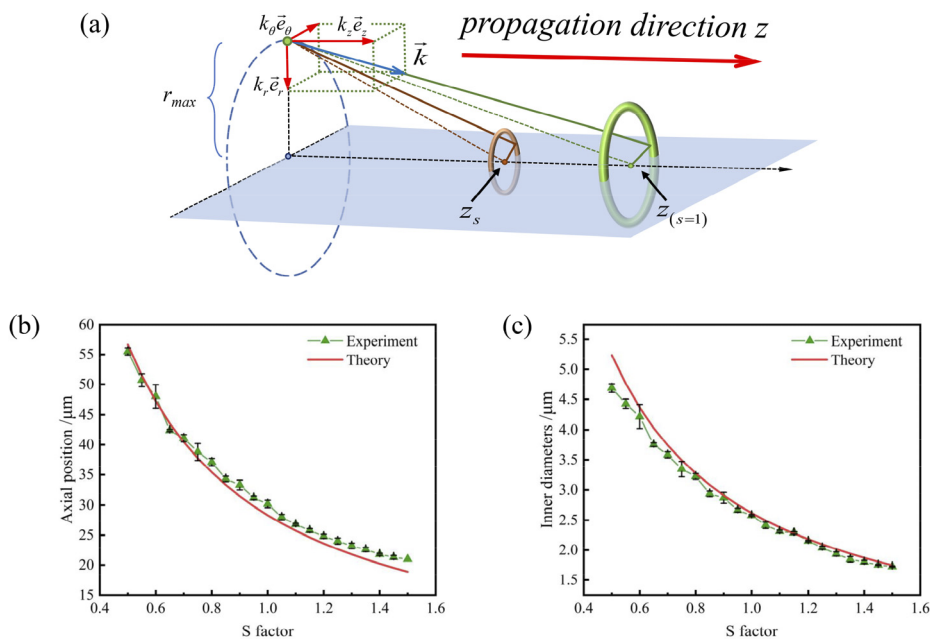 (a)
k_θ e⃗_θ
k_z e⃗_z
propagation direction z
k⃗
k_r e⃗_r
r_max
z_s
z_(s=1)
(b)
Axial position /μm
60
55
50
45
40
35
30
25
20
15
0.4 0.6 0.8 1.0 1.2 1.4 1.6
S factor
Experiment
Theory
(c)
Inner diameters /μm
5.5
5.0
4.5
4.0
3.5
3.0
2.5
2.0
1.5
0.4 0.6 0.8 1.0 1.2 1.4 1.6
S factor
Experiment
Theory